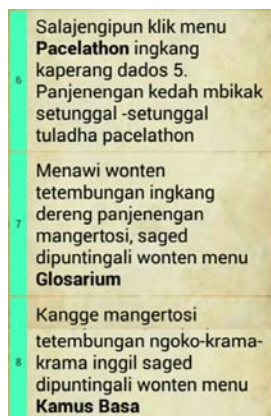 6
Salajengipun klik menu
Pacelathon ingkang
kaperang dados 5.
Panjenengan kedah mbikak
setunggal -setunggal
tuladha pacelathon
7
Menawi wonten
tetembungan ingkang
dereng panjenengan
mangertosi, saged
dipuntingali wonten menu
Glosarium
8
Kangge mangertosi
tetembungan ngoko-krama-
krama inggil saged
dipuntingali wonten menu
Kamus Basa